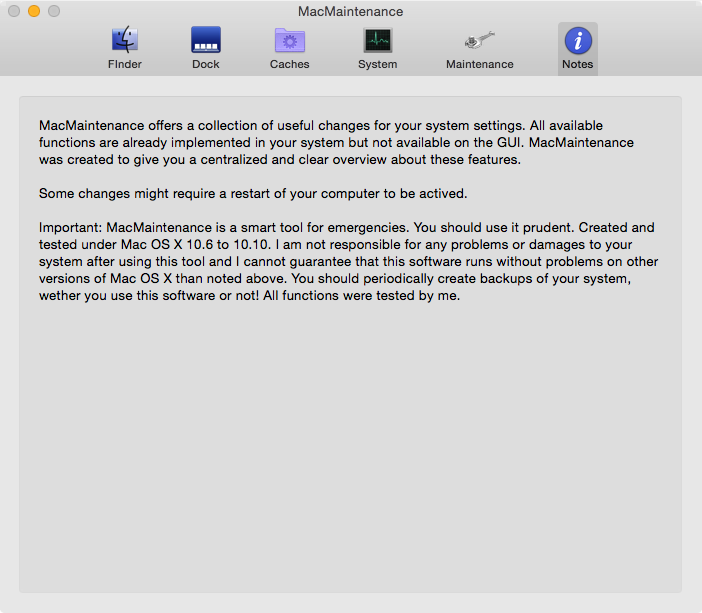 MacMaintenance
FInder
Dock
Caches
System
Maintenance
Notes
MacMaintenance offers a collection of useful changes for your system settings. All available
functions are already implemented in your system but not available on the GUI. MacMaintenance
was created to give you a centralized and clear overview about these features.
Some changes might require a restart of your computer to be actived.
Important: MacMaintenance is a smart tool for emergencies. You should use it prudent. Created and
tested under Mac OS X 10.6 to 10.10. I am not responsible for any problems or damages to your
system after using this tool and I cannot guarantee that this software runs without problems on other
versions of Mac OS X than noted above. You should periodically create backups of your system,
wether you use this software or not! All functions were tested by me.